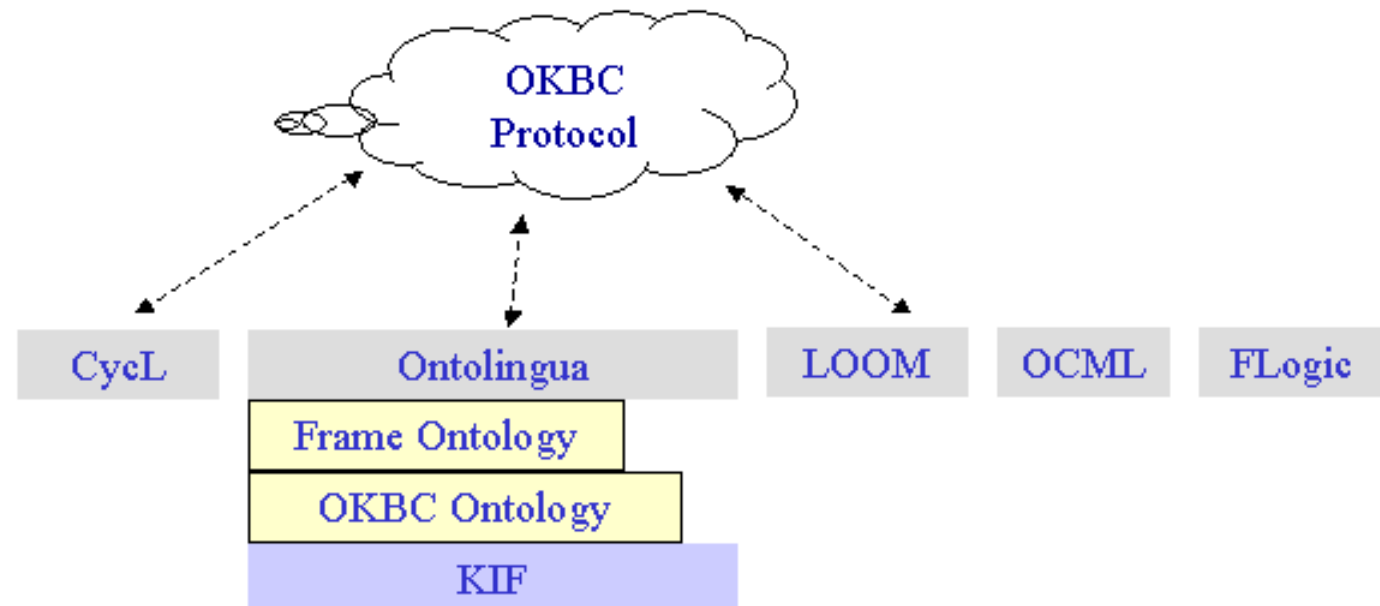 OKBC
Protocol
CycL
Ontolingua
LOOM
OCML
FLogic
Frame Ontology
OKBC Ontology
KIF